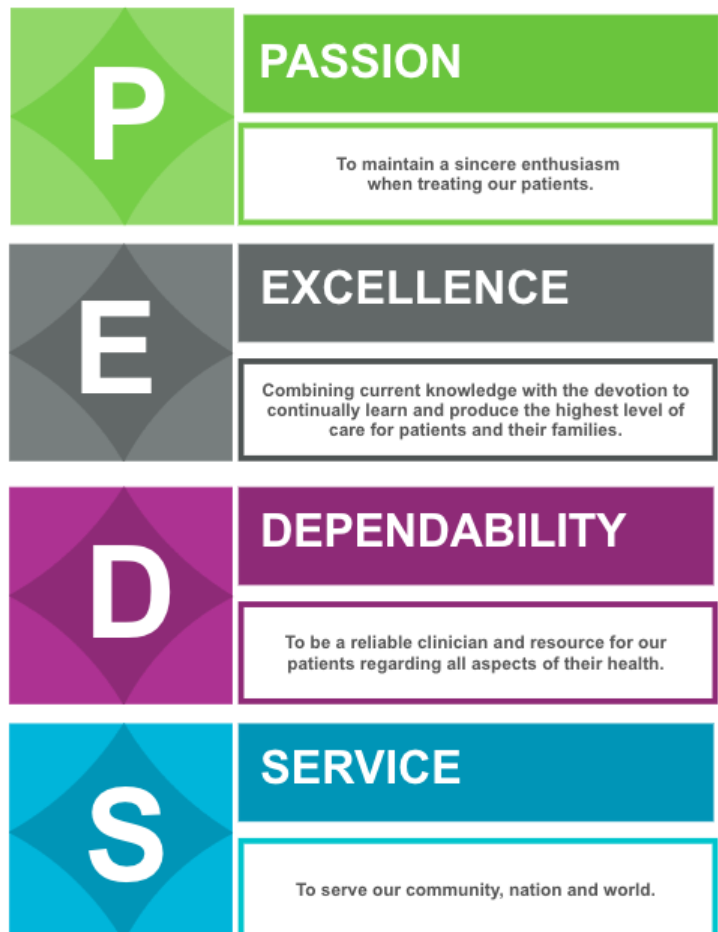 P
PASSION
To maintain a sincere enthusiasm
when treating our patients.
E
EXCELLENCE
Combining current knowledge with the devotion to
continually learn and produce the highest level of
care for patients and their families.
D
DEPENDABILITY
To be a reliable clinician and resource for our
patients regarding all aspects of their health.
S
SERVICE
To serve our community, nation and world.